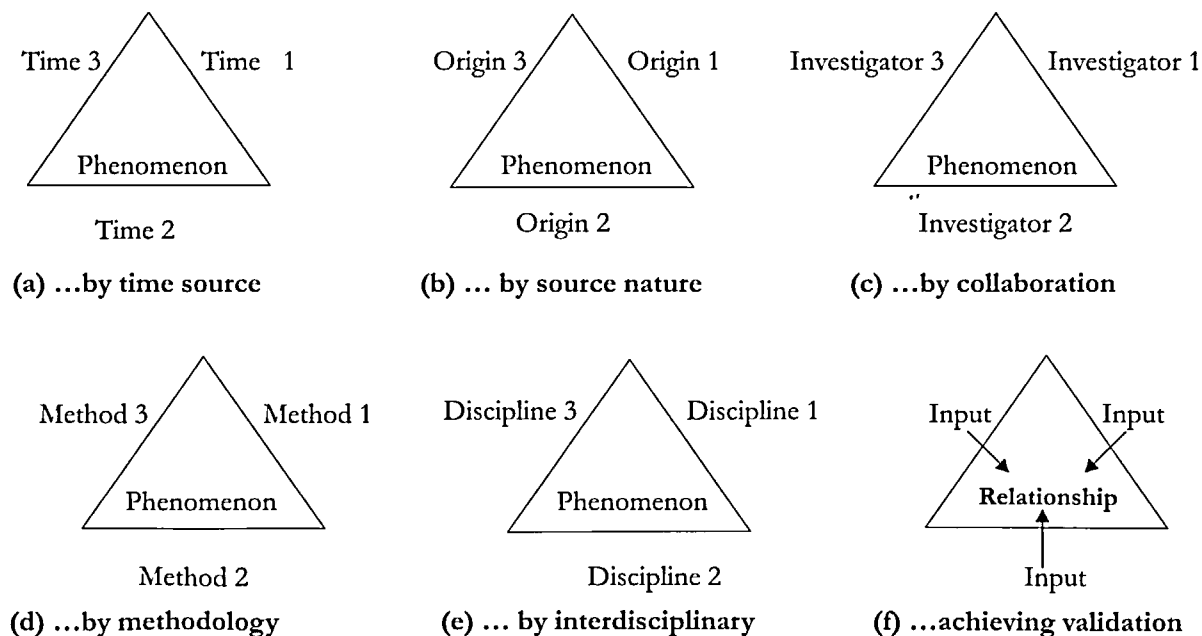 Time 3 Time 1 Origin 3 Origin 1 Investigator 3 Investigator 1
Phenomenon Phenomenon Phenomenon
Time 2 Origin 2 Investigator 2
(a) ...by time source (b) ... by source nature (c) ...by collaboration
Method 3 Method 1 Discipline 3 Discipline 1 Input Input
Phenomenon Phenomenon Relationship
Method 2 Discipline 2 Input
(d) ...by methodology (e) ... by interdisciplinary (f) ...achieving validation